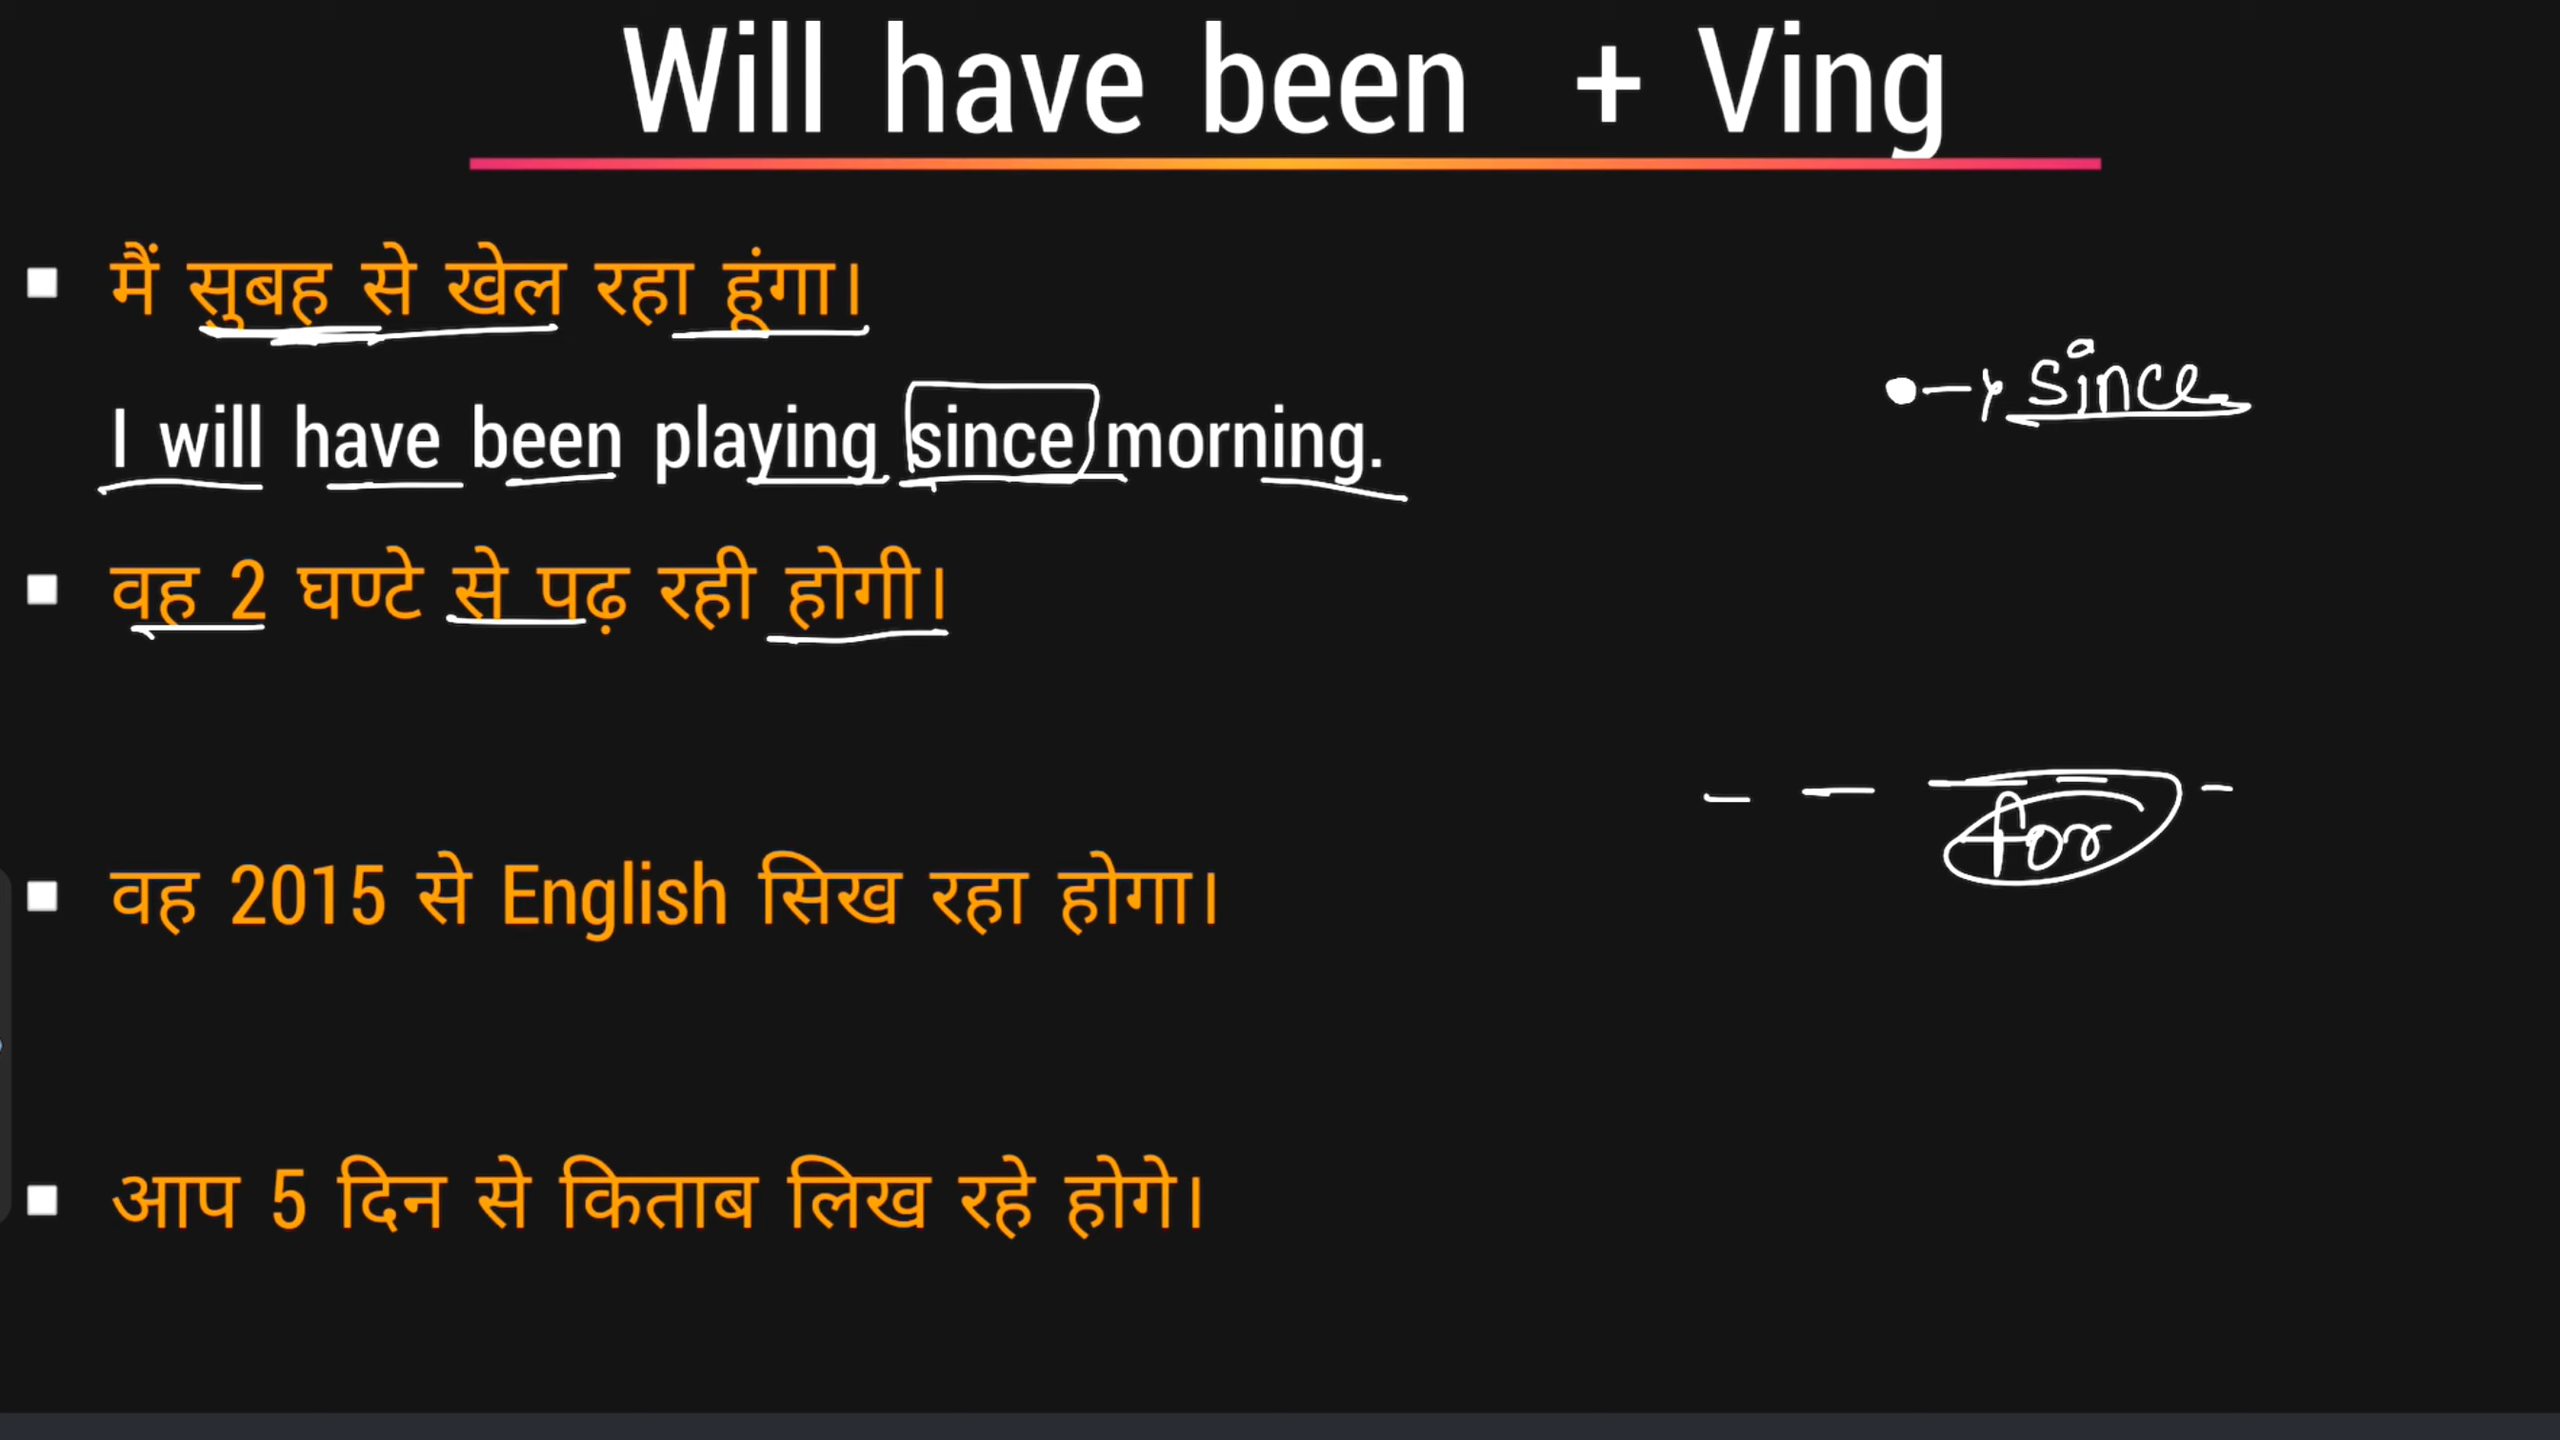 Will have been + Ving
मैं सुबह से खेल रहा हूंगा।
since
I will have been playing since morning.
वह 2 घण्टे से पढ़ रही होगी।
for
वह 2015 से English सिख रहा होगा।
आप 5 दिन से किताब लिख रहे होगे।